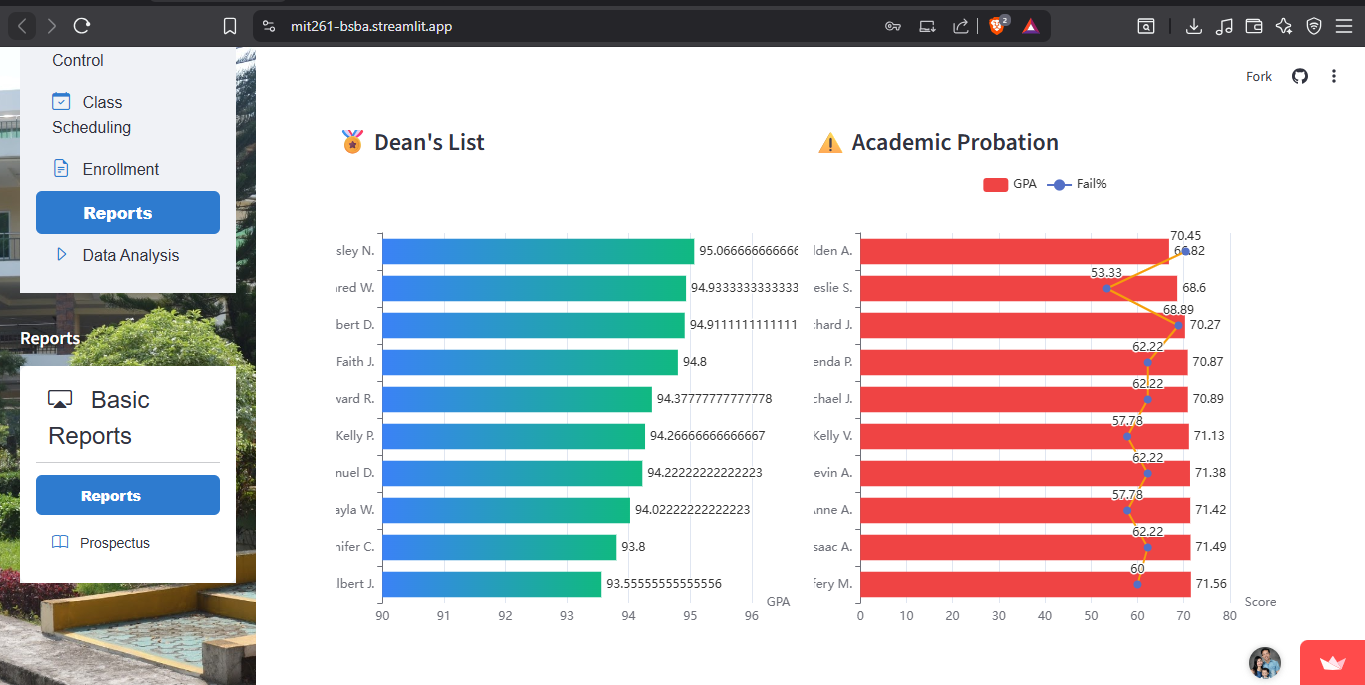 mit261-bsba.streamlit.app
2
Control
Class
Scheduling
Enrollment
Reports
Data Analysis
Reports
Basic
Reports
Reports
Prospectus
Fork
Dean's List
sley N. 95.066666666666
red W. 94.9333333333333
bert D. 94.9111111111111
Faith J. 94.8
ward R. 94.37777777777778
Kelly P. 94.26666666666667
nuel D. 94.22222222222223
ayla W. 94.02222222222223
nifer C. 93.8
lbert J. 93.55555555555556
GPA
90 91 92 93 94 95 96
Academic Probation
GPA Fail%
70.45
lden A. 66.82
53.33
eslie S. 68.6
68.89
chard J. 70.27
62.22
enda P. 70.87
62.22
chael J. 70.89
57.78
Kelly V. 71.13
62.22
evin A. 71.38
57.78
Anne A. 71.42
62.22
saac A. 71.49
60
fery M. 71.56
Score
0 10 20 30 40 50 60 70 80